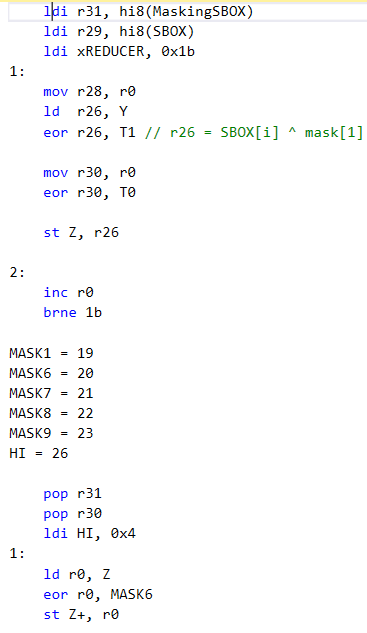 ldi r31, hi8(MaskingSBOX)
ldi r29, hi8(SBOX)
ldi xREDUCER, 0x1b
1:
mov r28, r0
ld r26, Y
eor r26, T1 // r26 = SBOX[i] ^ mask[1]
mov r30, r0
eor r30, T0
st Z, r26
2:
inc r0
brne 1b
MASK1 = 19
MASK6 = 20
MASK7 = 21
MASK8 = 22
MASK9 = 23
HI = 26
pop r31
pop r30
ldi HI, 0x4
1:
ld r0, Z
eor r0, MASK6
st Z+, r0